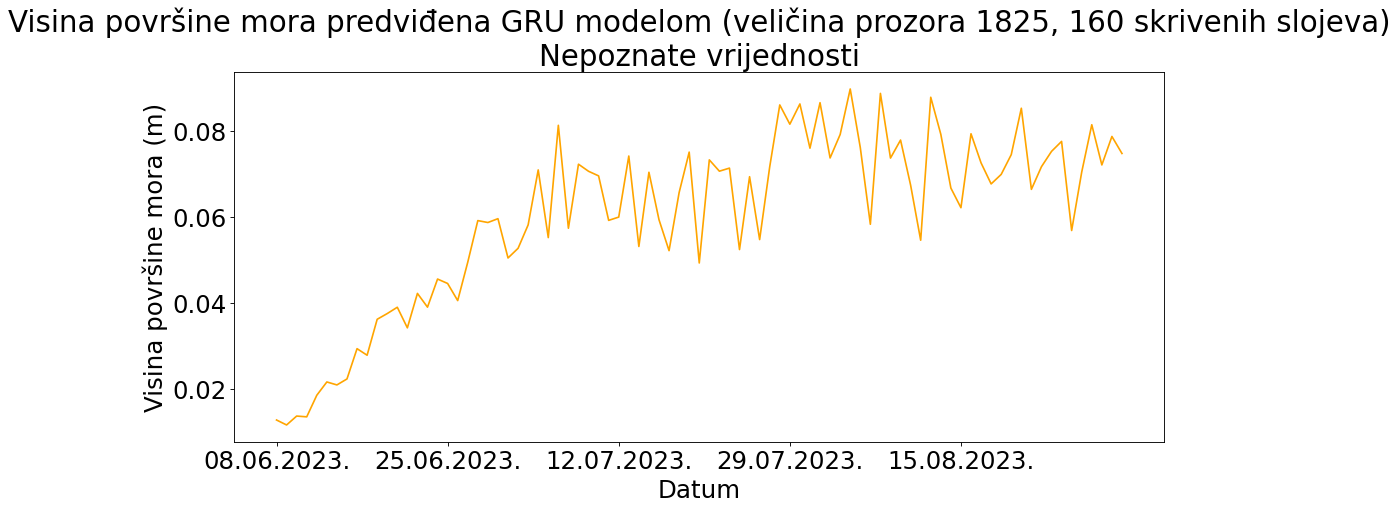 Visina površine mora predviđena GRU modelom (veličina prozora 1825, 160 skrivenih slojeva)
Nepoznate vrijednosti
Visina površine mora (m)
0.08
0.06
0.04
0.02
08.06.2023. 25.06.2023. 12.07.2023. 29.07.2023. 15.08.2023.
Datum